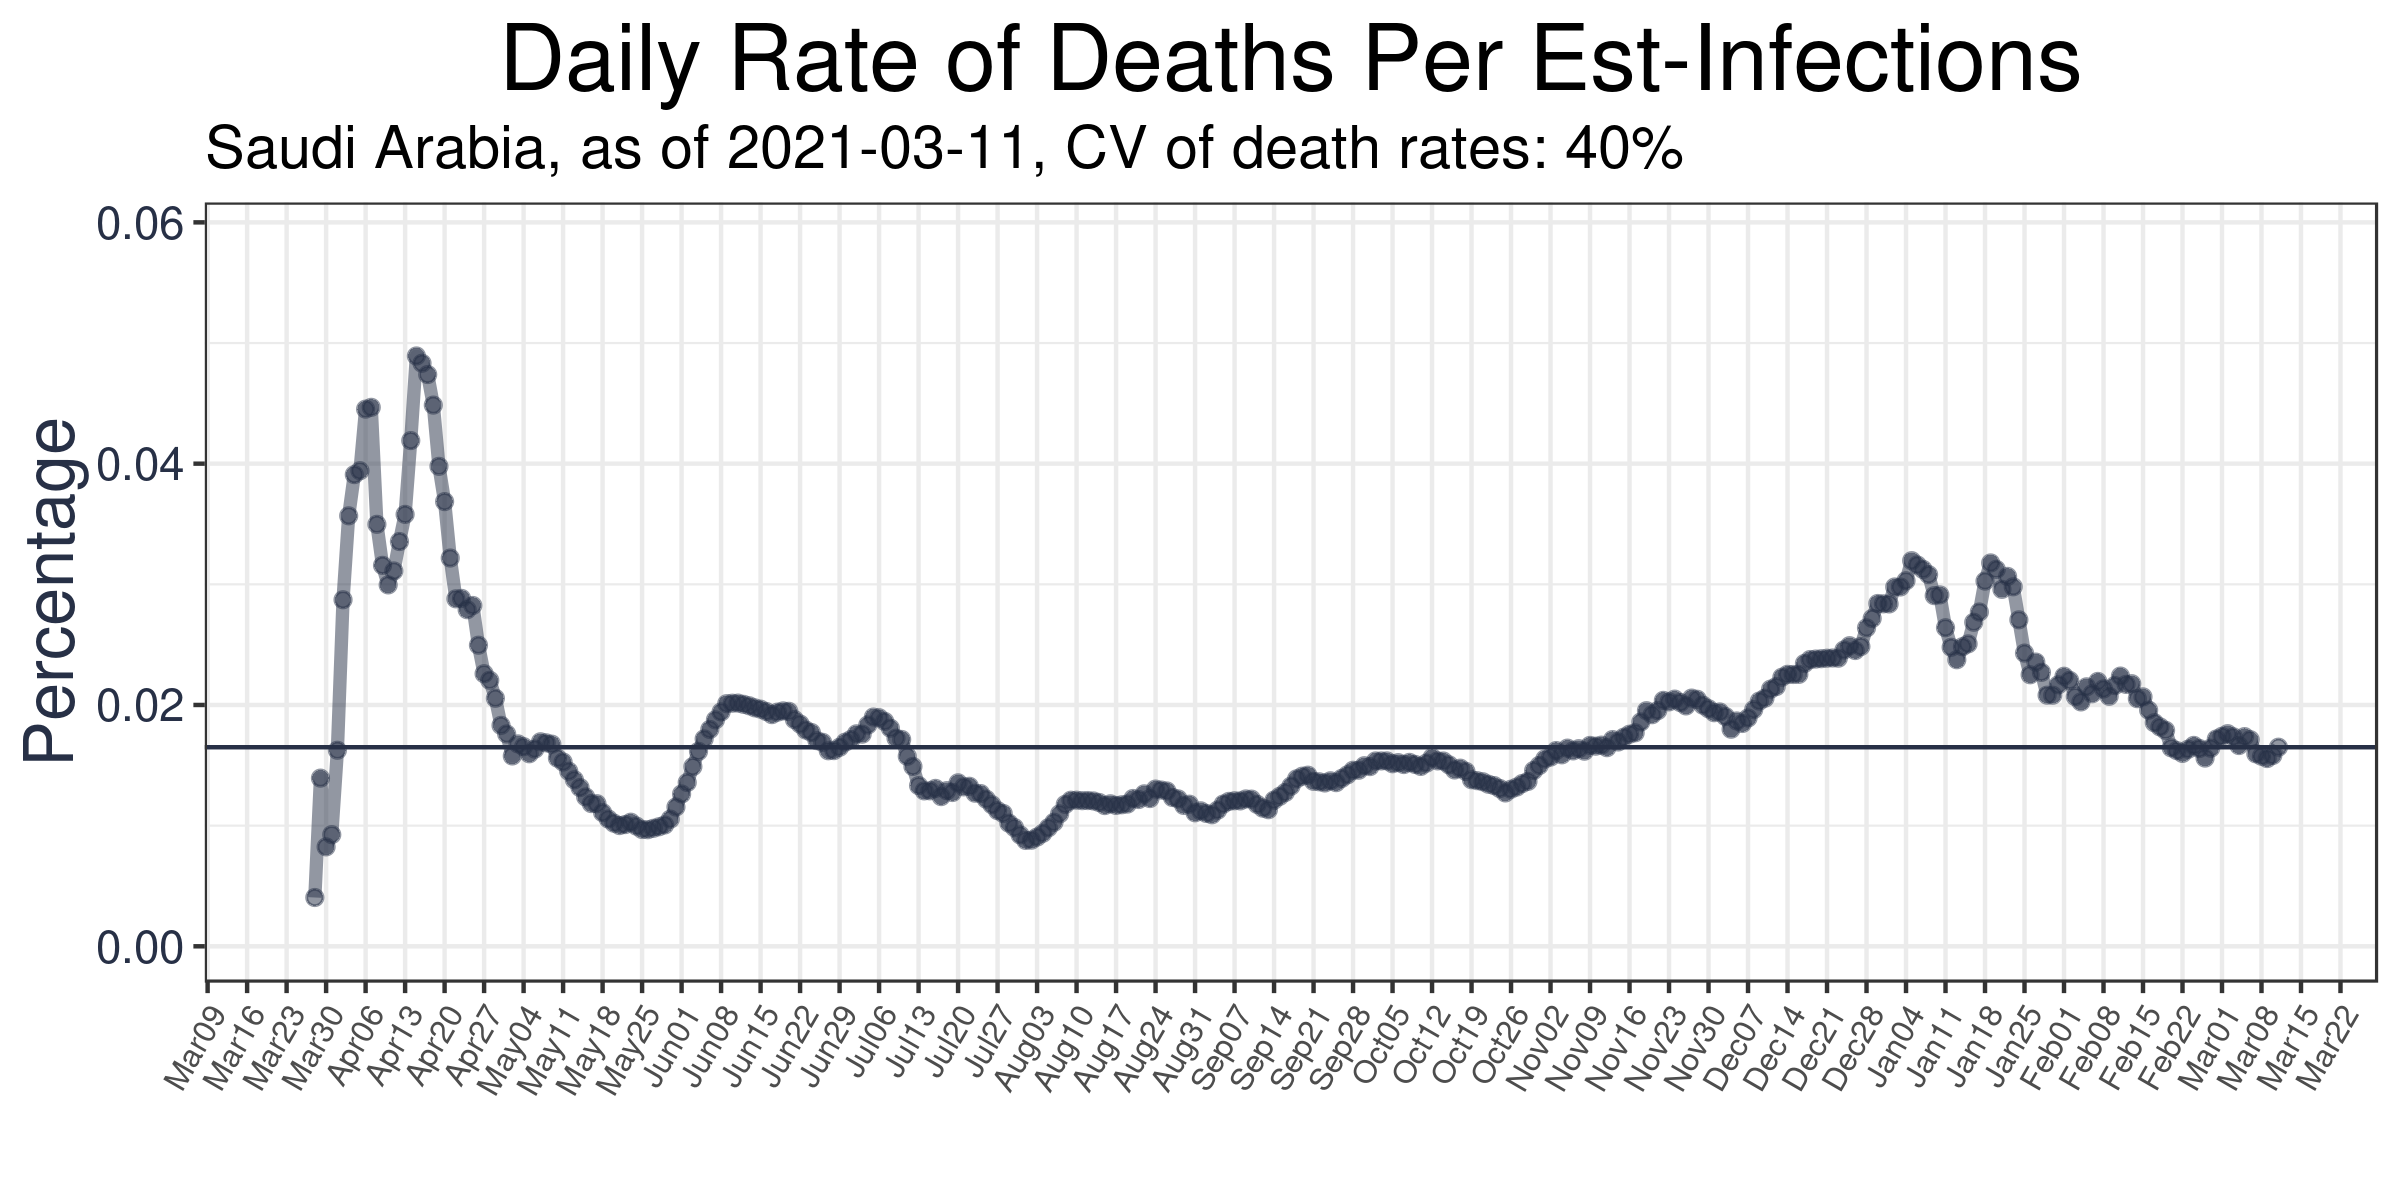 Daily Rate of Deaths Per Est-Infections
Saudi Arabia, as of 2021-03-11, CV of death rates: 40%
Percentage
0.06
0.04
0.02
0.00
Mar09 Mar16 Mar23 Mar30 Apr06 Apr13 Apr20 Apr27 May04 May11 May18 May25 Jun01 Jun08 Jun15 Jun22 Jun29 Jul06 Jul13 Jul20 Jul27 Aug03 Aug10 Aug17 Aug24 Aug31 Sep07 Sep14 Sep21 Sep28 Oct05 Oct12 Oct19 Oct26 Nov02 Nov09 Nov16 Nov23 Nov30 Dec07 Dec14 Dec21 Dec28 Jan04 Jan11 Jan18 Jan25 Feb01 Feb08 Feb15 Feb22 Mar01 Mar08 Mar15 Mar22